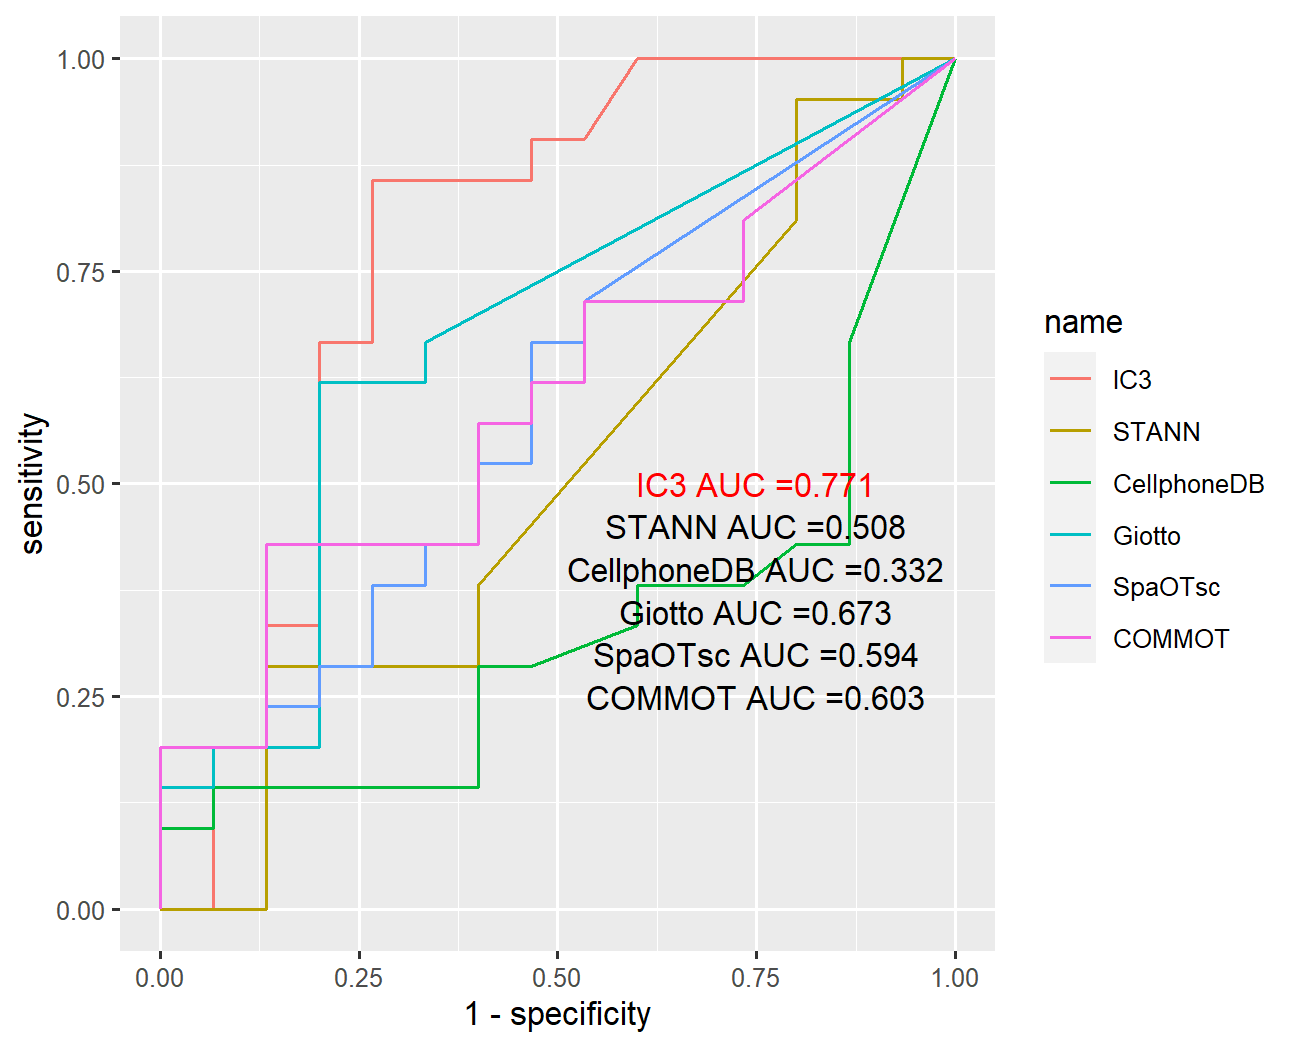 1.00
0.75
0.50
0.25
0.00
sensitivity
0.00 0.25 0.50 0.75 1.00
1 - specificity
IC3 AUC =0.771
STANN AUC =0.508
CellphoneDB AUC =0.332
Giotto AUC =0.673
SpaOTsc AUC =0.594
COMMOT AUC =0.603
name
IC3
STANN
CellphoneDB
Giotto
SpaOTsc
COMMOT